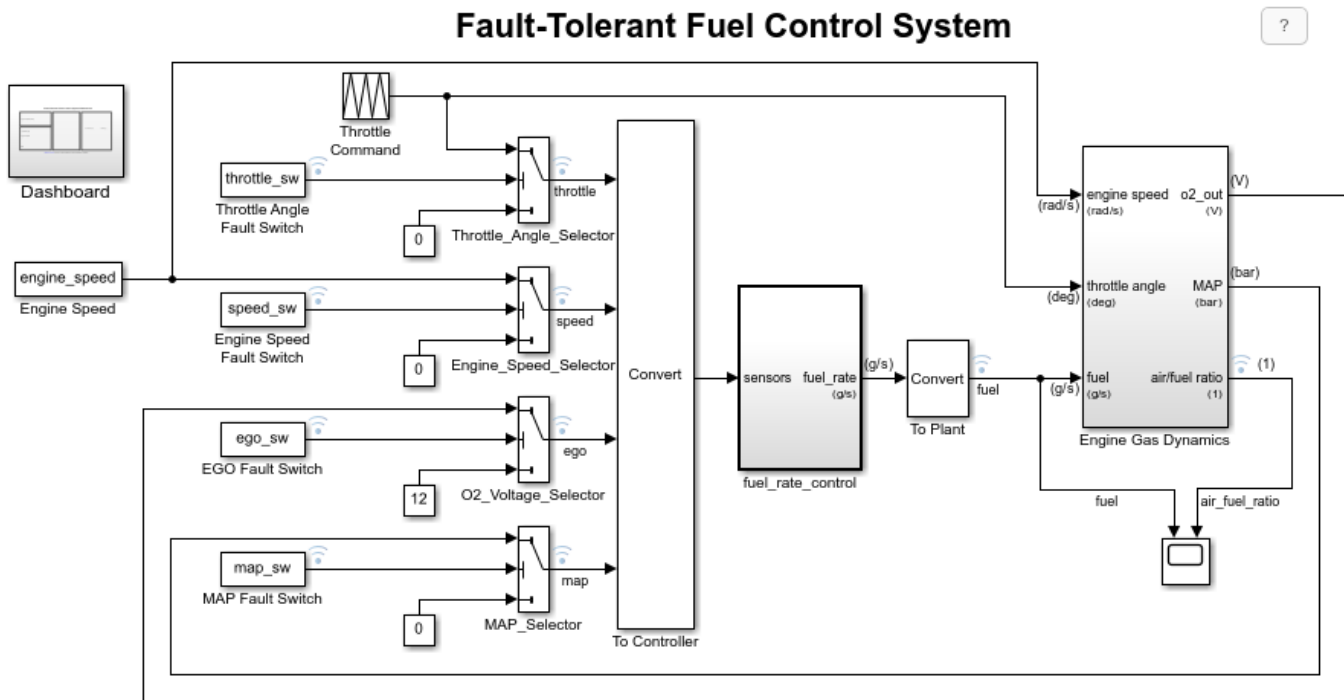 Fault-Tolerant Fuel Control System
?
Dashboard
Throttle
Command
throttle_sw
Throttle Angle
Fault Switch
0
throttle
Throttle_Angle_Selector
engine_speed
Engine Speed
speed_sw
Engine Speed
Fault Switch
0
speed
Engine_Speed_Selector
ego_sw
EGO Fault Switch
12
ego
O2_Voltage_Selector
map_sw
MAP Fault Switch
0
map
MAP_Selector
Convert
To Controller
sensors
fuel_rate
(g/s)
fuel_rate_control
(g/s)
Convert
To Plant
fuel
(rad/s)
(deg)
(g/s)
engine speed
(rad/s)
throttle angle
(deg)
fuel
(g/s)
o2_out
(V)
MAP
(bar)
air/fuel ratio
(1)
Engine Gas Dynamics
(V)
(bar)
(1)
fuel
air_fuel_ratio